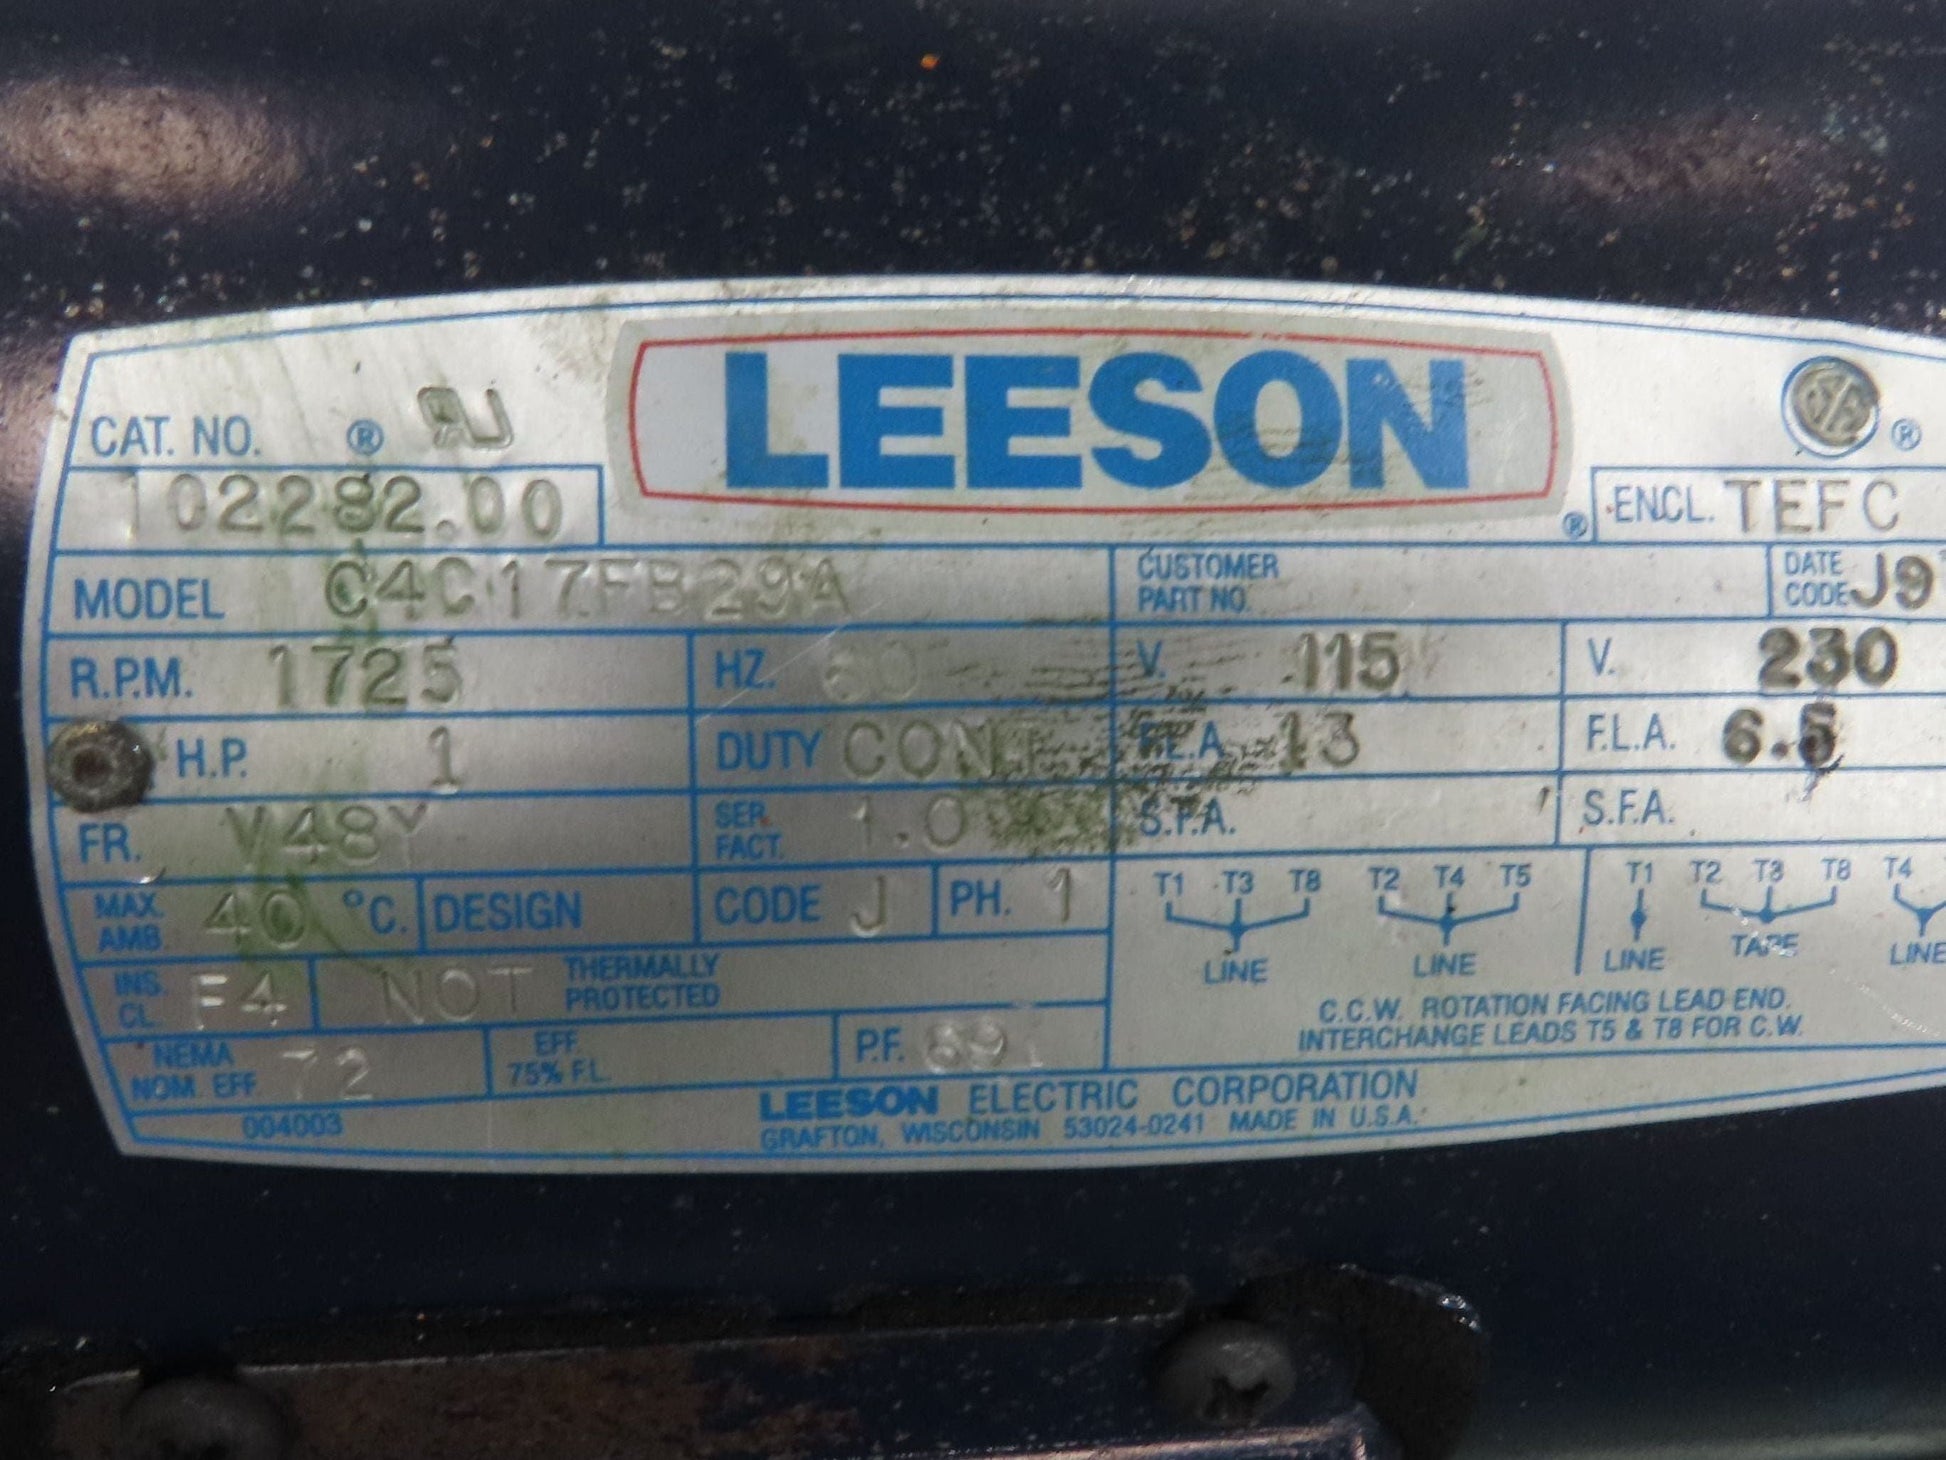 LEESON
CAT. NO. ®
®
102282.00
® ENCL. TEFC
MODEL C4C17FB29A
CUSTOMER PART NO.
DATE CODE J9
R.P.M. 1725 HZ. 60 V. 115 V. 230
H.P. 1 DUTY CONT F.L.A. 13 F.L.A. 6.5
FR. V48Y SER. FACT. 1.0 S.F.A. S.F.A.
MAX. AMB. 40 °C. DESIGN CODE J PH. 1
T1 T3 T8 T2 T4 T5 T1 T2 T3 T8 T4
LINE LINE LINE TAPE LINE
INS. CL. F4 NOT THERMALLY PROTECTED
C.C.W. ROTATION FACING LEAD END.
INTERCHANGE LEADS T5 & T8 FOR C.W.
NEMA NOM. EFF. 72 EFF. 75% F.L. P.F.
004003
LEESON ELECTRIC CORPORATION
GRAFTON, WISCONSIN 53024-0241 MADE IN U.S.A.